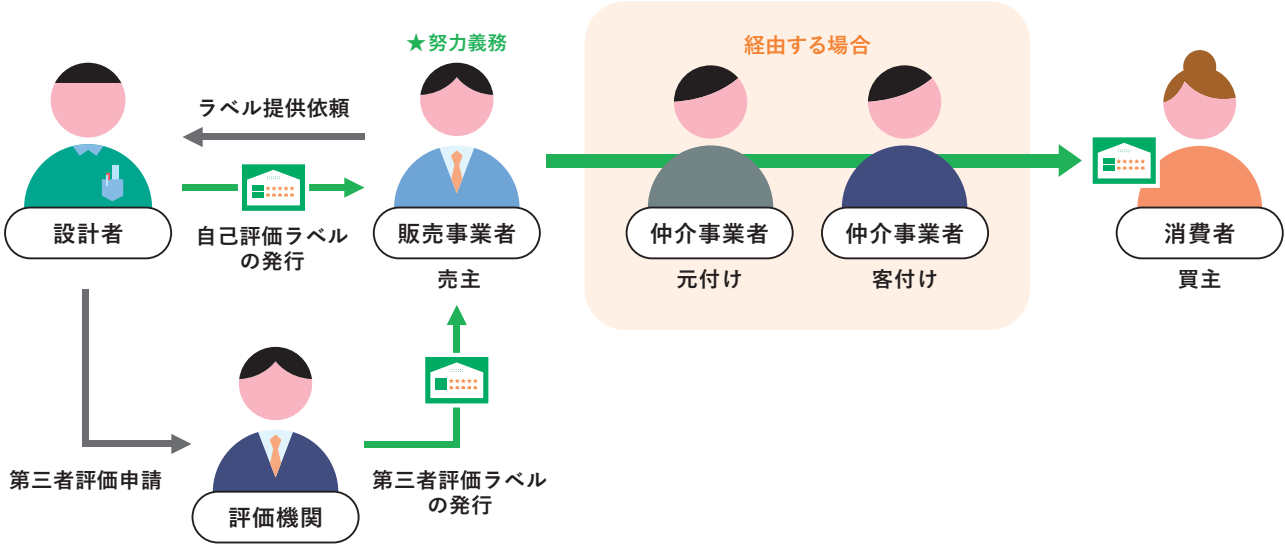 ★努力義務
経由する場合
ラベル提供依頼
設計者
自己評価ラベル
の発行
販売事業者
売主
仲介事業者
元付け
仲介事業者
客付け
消費者
買主
第三者評価申請
評価機関
第三者評価ラベル
の発行